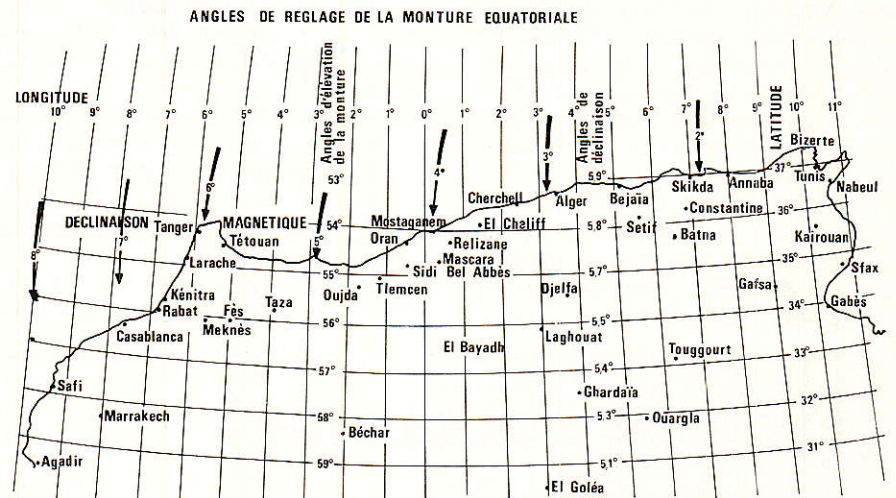 ANGLES DE REGLAGE DE LA MONTURE EQUATORIALE
LONGITUDE
10° 9° 8° 7° 6° 5° 4° 3° 2° 1° 0° 1° 2° 3° 4° 5° 6° 7° 8° 9° 10° 11°
Angles d'élévation
de la monture
Angles de
déclinaison
LATITUDE
DECLINAISON MAGNETIQUE
8°
7°
6°
5°
4°
3°
2°
53°
54°
55°
56°
57°
58°
59°
5,9°
5,8°
5,7°
5,5°
5,4°
5,3°
5,1°
37°
36°
35°
34°
33°
32°
31°
Bizerte
Tunis
Nabeul
Skikda
Annaba
Bejaïa
Alger
Cherchell
Constantine
Setif
El Chéliff
Mostaganem
Tanger
Tétouan
Oran
Relizane
Batna
Kairouan
Mascara
Larache
Sidi
Bel Abbès
Sfax
Tlemcen
Oujda
Djelfa
Gafsa
Gabès
Kénitra
Rabat
Fès
Taza
Meknès
Casablanca
El Bayadh
Laghouat
Touggourt
Safi
Ghardaïa
Marrakech
Ouargla
Béchar
Agadir
El Goléa